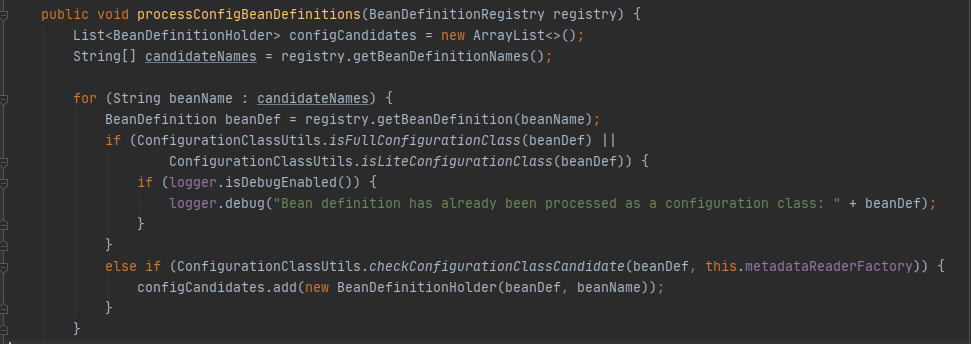 public void processConfigBeanDefinitions(BeanDefinitionRegistry registry) {
    List<BeanDefinitionHolder> configCandidates = new ArrayList<>();
    String[] candidateNames = registry.getBeanDefinitionNames();

    for (String beanName : candidateNames) {
        BeanDefinition beanDef = registry.getBeanDefinition(beanName);
        if (ConfigurationClassUtils.isFullConfigurationClass(beanDef) ||
                ConfigurationClassUtils.isLiteConfigurationClass(beanDef)) {
            if (logger.isDebugEnabled()) {
                logger.debug("Bean definition has already been processed as a configuration class: " + beanDef);
            }
        }
        else if (ConfigurationClassUtils.checkConfigurationClassCandidate(beanDef, this.metadataReaderFactory)) {
            configCandidates.add(new BeanDefinitionHolder(beanDef, beanName));
        }
    }